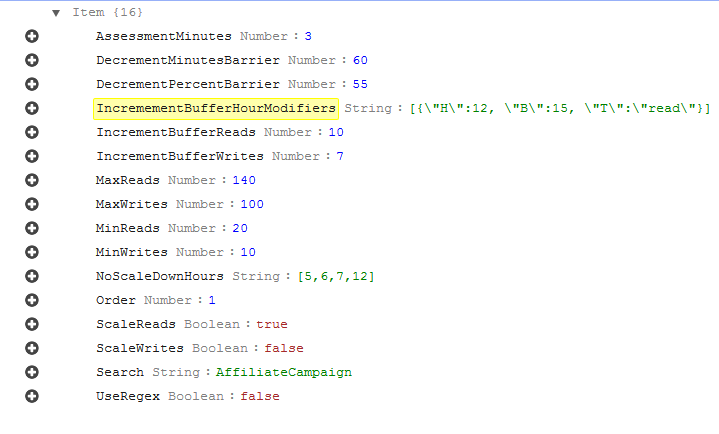 Item {16}
AssessmentMinutes Number : 3
DecrementMinutesBarrier Number : 60
DecrementPercentBarrier Number : 55
IncremementBufferHourModifiers String : [{\"H\":12, \"B\":15, \"T\":\"read\"}]
IncrementBufferReads Number : 10
IncrementBufferWrites Number : 7
MaxReads Number : 140
MaxWrites Number : 100
MinReads Number : 20
MinWrites Number : 10
NoScaleDownHours String : [5,6,7,12]
Order Number : 1
ScaleReads Boolean : true
ScaleWrites Boolean : false
Search String : AffiliateCampaign
UseRegex Boolean : false